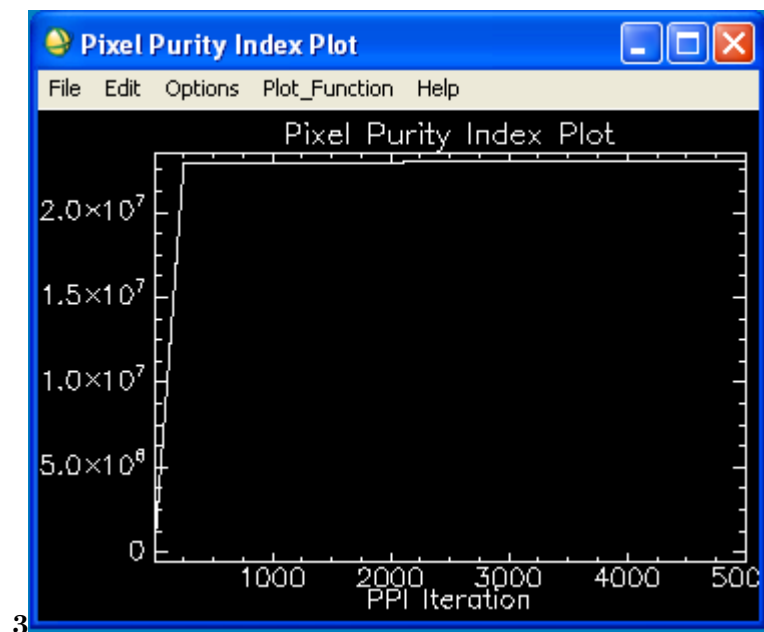 Pixel Purity Index Plot
File Edit Options Plot_Function Help
Pixel Purity Index Plot
2.0×10⁷
1.5×10⁷
1.0×10⁷
5.0×10⁶
0
1000 2000 3000 4000 500
PPI Iteration
3